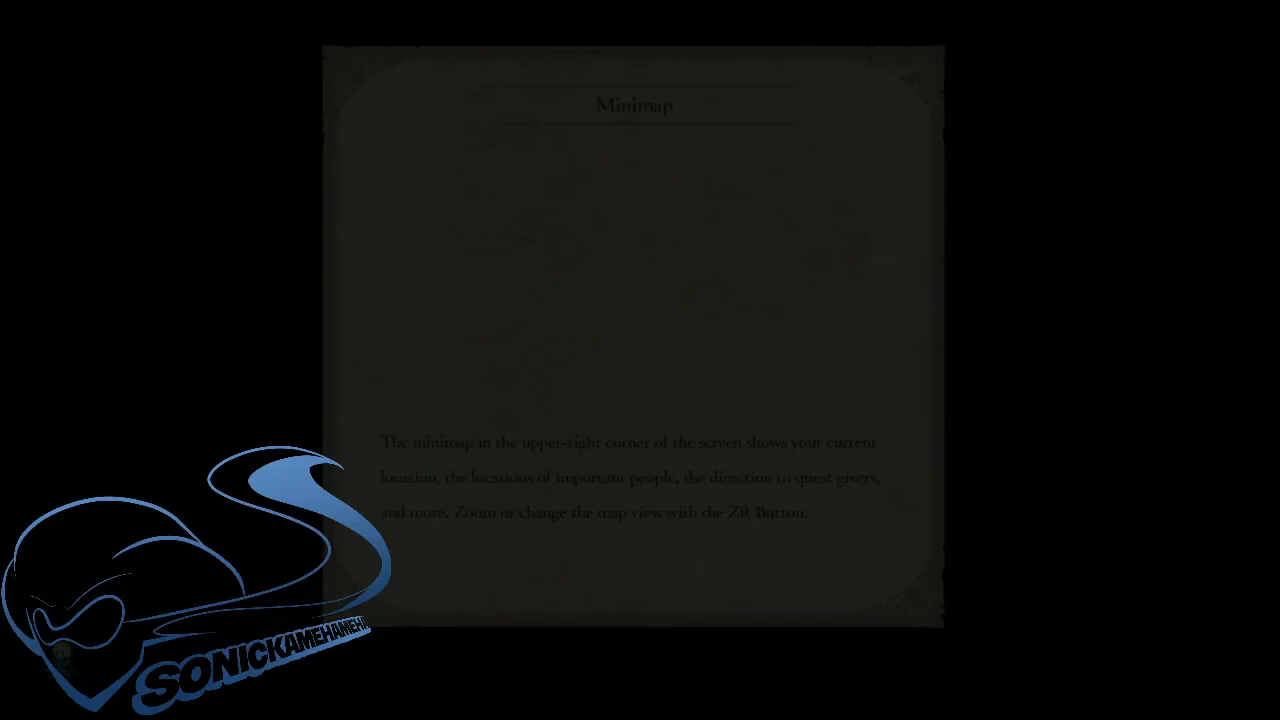 Minimap
The minimap in the upper-right corner of the screen shows your current
location, the locations of important people, the direction to quest givers,
and more. Zoom or change the map view with the ZR Button.
SONICKAMEHAMEHA